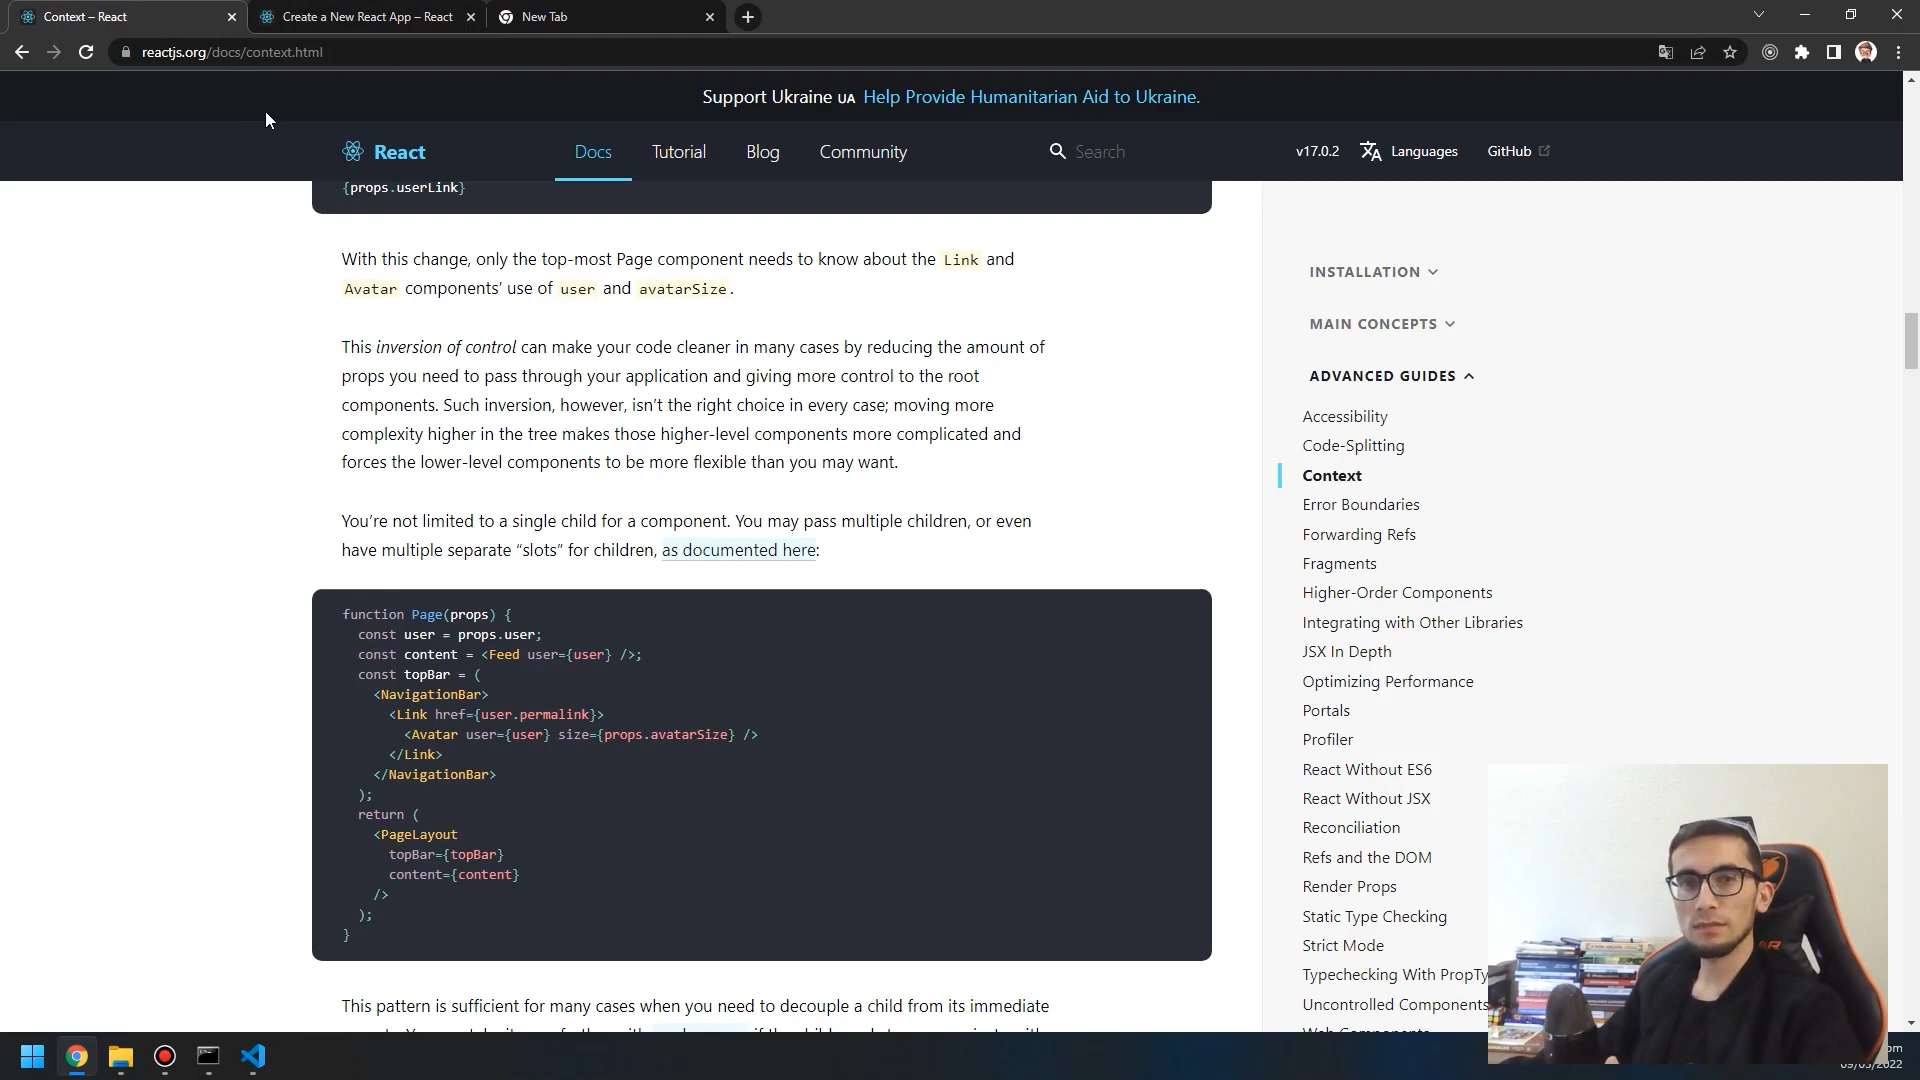 Context – React
Create a New React App – React
New Tab
reactjs.org/docs/context.html
Support Ukraine UA Help Provide Humanitarian Aid to Ukraine.
React
Docs
Tutorial
Blog
Community
Search
v17.0.2
Languages
GitHub
{props.userLink}
With this change, only the top-most Page component needs to know about the Link and
Avatar components’ use of user and avatarSize.
This inversion of control can make your code cleaner in many cases by reducing the amount of
props you need to pass through your application and giving more control to the root
components. Such inversion, however, isn’t the right choice in every case; moving more
complexity higher in the tree makes those higher-level components more complicated and
forces the lower-level components to be more flexible than you may want.
You’re not limited to a single child for a component. You may pass multiple children, or even
have multiple separate “slots” for children, as documented here:
function Page(props) {
  const user = props.user;
  const content = <Feed user={user} />;
  const topBar = (
    <NavigationBar>
      <Link href={user.permalink}>
        <Avatar user={user} size={props.avatarSize} />
      </Link>
    </NavigationBar>
  );
  return (
    <PageLayout
      topBar={topBar}
      content={content}
    />
  );
}
This pattern is sufficient for many cases when you need to decouple a child from its immediate
INSTALLATION
MAIN CONCEPTS
ADVANCED GUIDES
Accessibility
Code-Splitting
Context
Error Boundaries
Forwarding Refs
Fragments
Higher-Order Components
Integrating with Other Libraries
JSX In Depth
Optimizing Performance
Portals
Profiler
React Without ES6
React Without JSX
Reconciliation
Refs and the DOM
Render Props
Static Type Checking
Strict Mode
Typechecking With PropTy
Uncontrolled Components